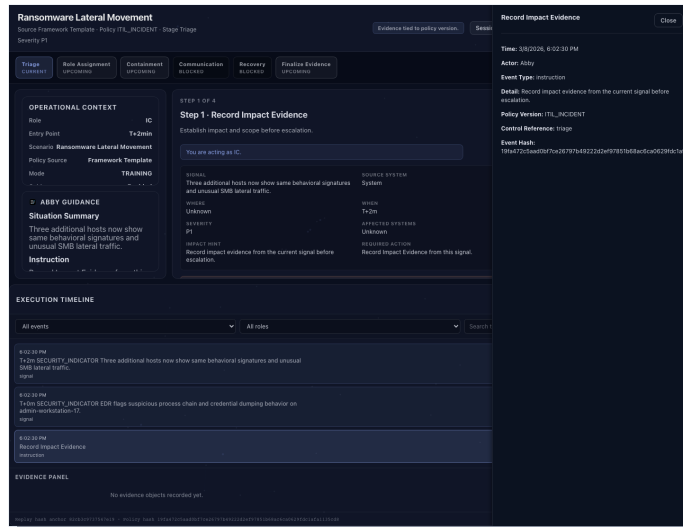 Ransomware Lateral Movement
Source Framework Template · Policy ITIL_INCIDENT · Stage Triage
Severity P1
Evidence tied to policy version.
Sessi
Triage
CURRENT
Role Assignment
UPCOMING
Containment
UPCOMING
Communication
BLOCKED
Recovery
BLOCKED
Finalize Evidence
UPCOMING
OPERATIONAL CONTEXT
Role IC
Entry Point T+2min
Scenario Ransomware Lateral Movement
Policy Source Framework Template
Mode TRAINING
ABBY GUIDANCE
Situation Summary
Three additional hosts now show
same behavioral signatures and
unusual SMB lateral traffic.
Instruction
STEP 1 OF 4
Step 1 · Record Impact Evidence
Establish impact and scope before escalation.
You are acting as IC.
SIGNAL
Three additional hosts now show same behavioral signatures
and unusual SMB lateral traffic.
SOURCE SYSTEM
System
WHERE
Unknown
WHEN
T+2m
SEVERITY
P1
AFFECTED SYSTEMS
Unknown
IMPACT HINT
Record impact evidence from the current signal before
escalation.
REQUIRED ACTION
Record Impact Evidence from this signal.
EXECUTION TIMELINE
All events
All roles
Search t
6:02:30 PM
T+2m SECURITY_INDICATOR Three additional hosts now show same behavioral signatures and unusual
SMB lateral traffic.
signal
6:02:30 PM
T+0m SECURITY_INDICATOR EDR flags suspicious process chain and credential dumping behavior on
admin-workstation-17.
signal
6:02:30 PM
Record Impact Evidence
instruction
EVIDENCE PANEL
No evidence objects recorded yet.
Record Impact Evidence
Close
Time: 3/8/2026, 6:02:30 PM
Actor: Abby
Event Type: instruction
Detail: Record impact evidence from the current signal before
escalation.
Policy Version: ITIL_INCIDENT
Control Reference: triage
Event Hash: